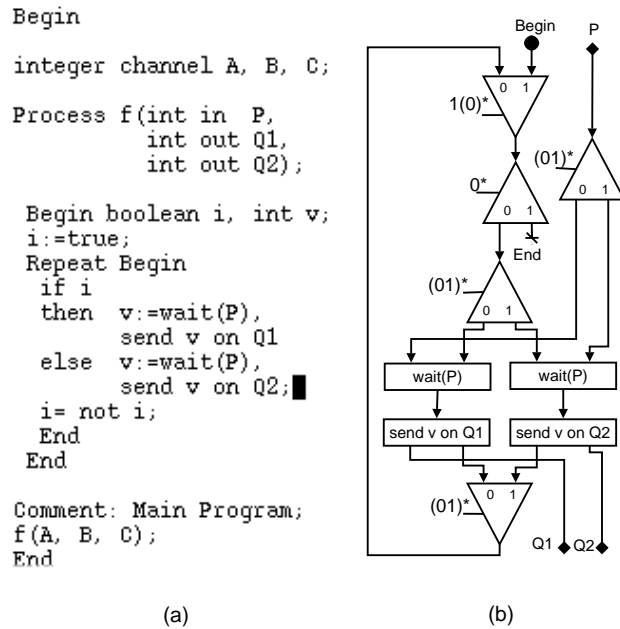 Begin
integer channel A, B, C;
Process f(int in P,
int out Q1,
int out Q2);
Begin boolean i, int v;
i:=true;
Repeat Begin
if i
then v:=wait(P),
send v on Q1
else v:=wait(P),
send v on Q2;
i= not i;
End
End
Comment: Main Program;
f(A, B, C);
End
(a)
Begin
P
0 1
1(0)*
(01)*
0 1
0*
0 1
End
(01)*
0 1
wait(P)
wait(P)
send v on Q1
send v on Q2
0 1
(01)*
Q1
Q2
(b)